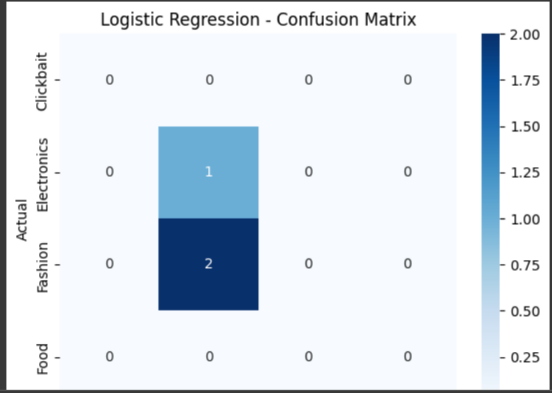 Logistic Regression - Confusion Matrix
Clickbait 0 0 0 0
Electronics 0 1 0 0
Fashion 0 2 0 0
Food 0 0 0 0
Actual
2.00
1.75
1.50
1.25
1.00
0.75
0.50
0.25